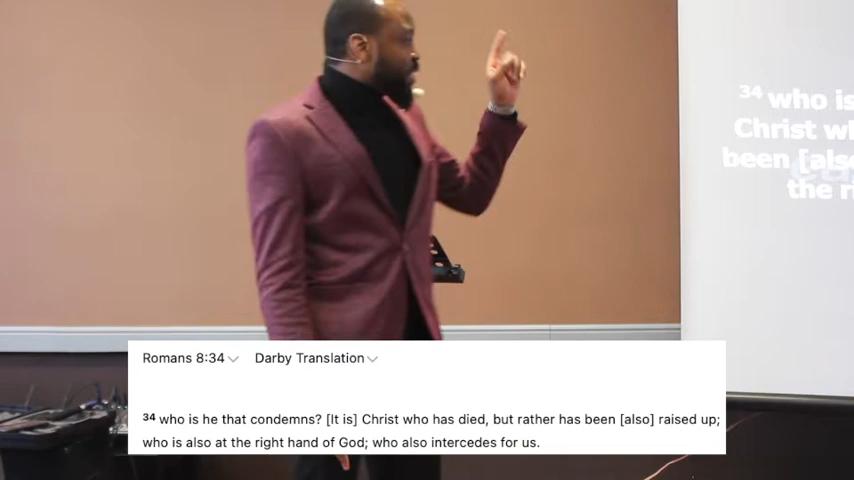 34 who is
Christ wh
been [also
the ri
Romans 8:34 Darby Translation
34 who is he that condemns? [It is] Christ who has died, but rather has been [also] raised up;
who is also at the right hand of God; who also intercedes for us.